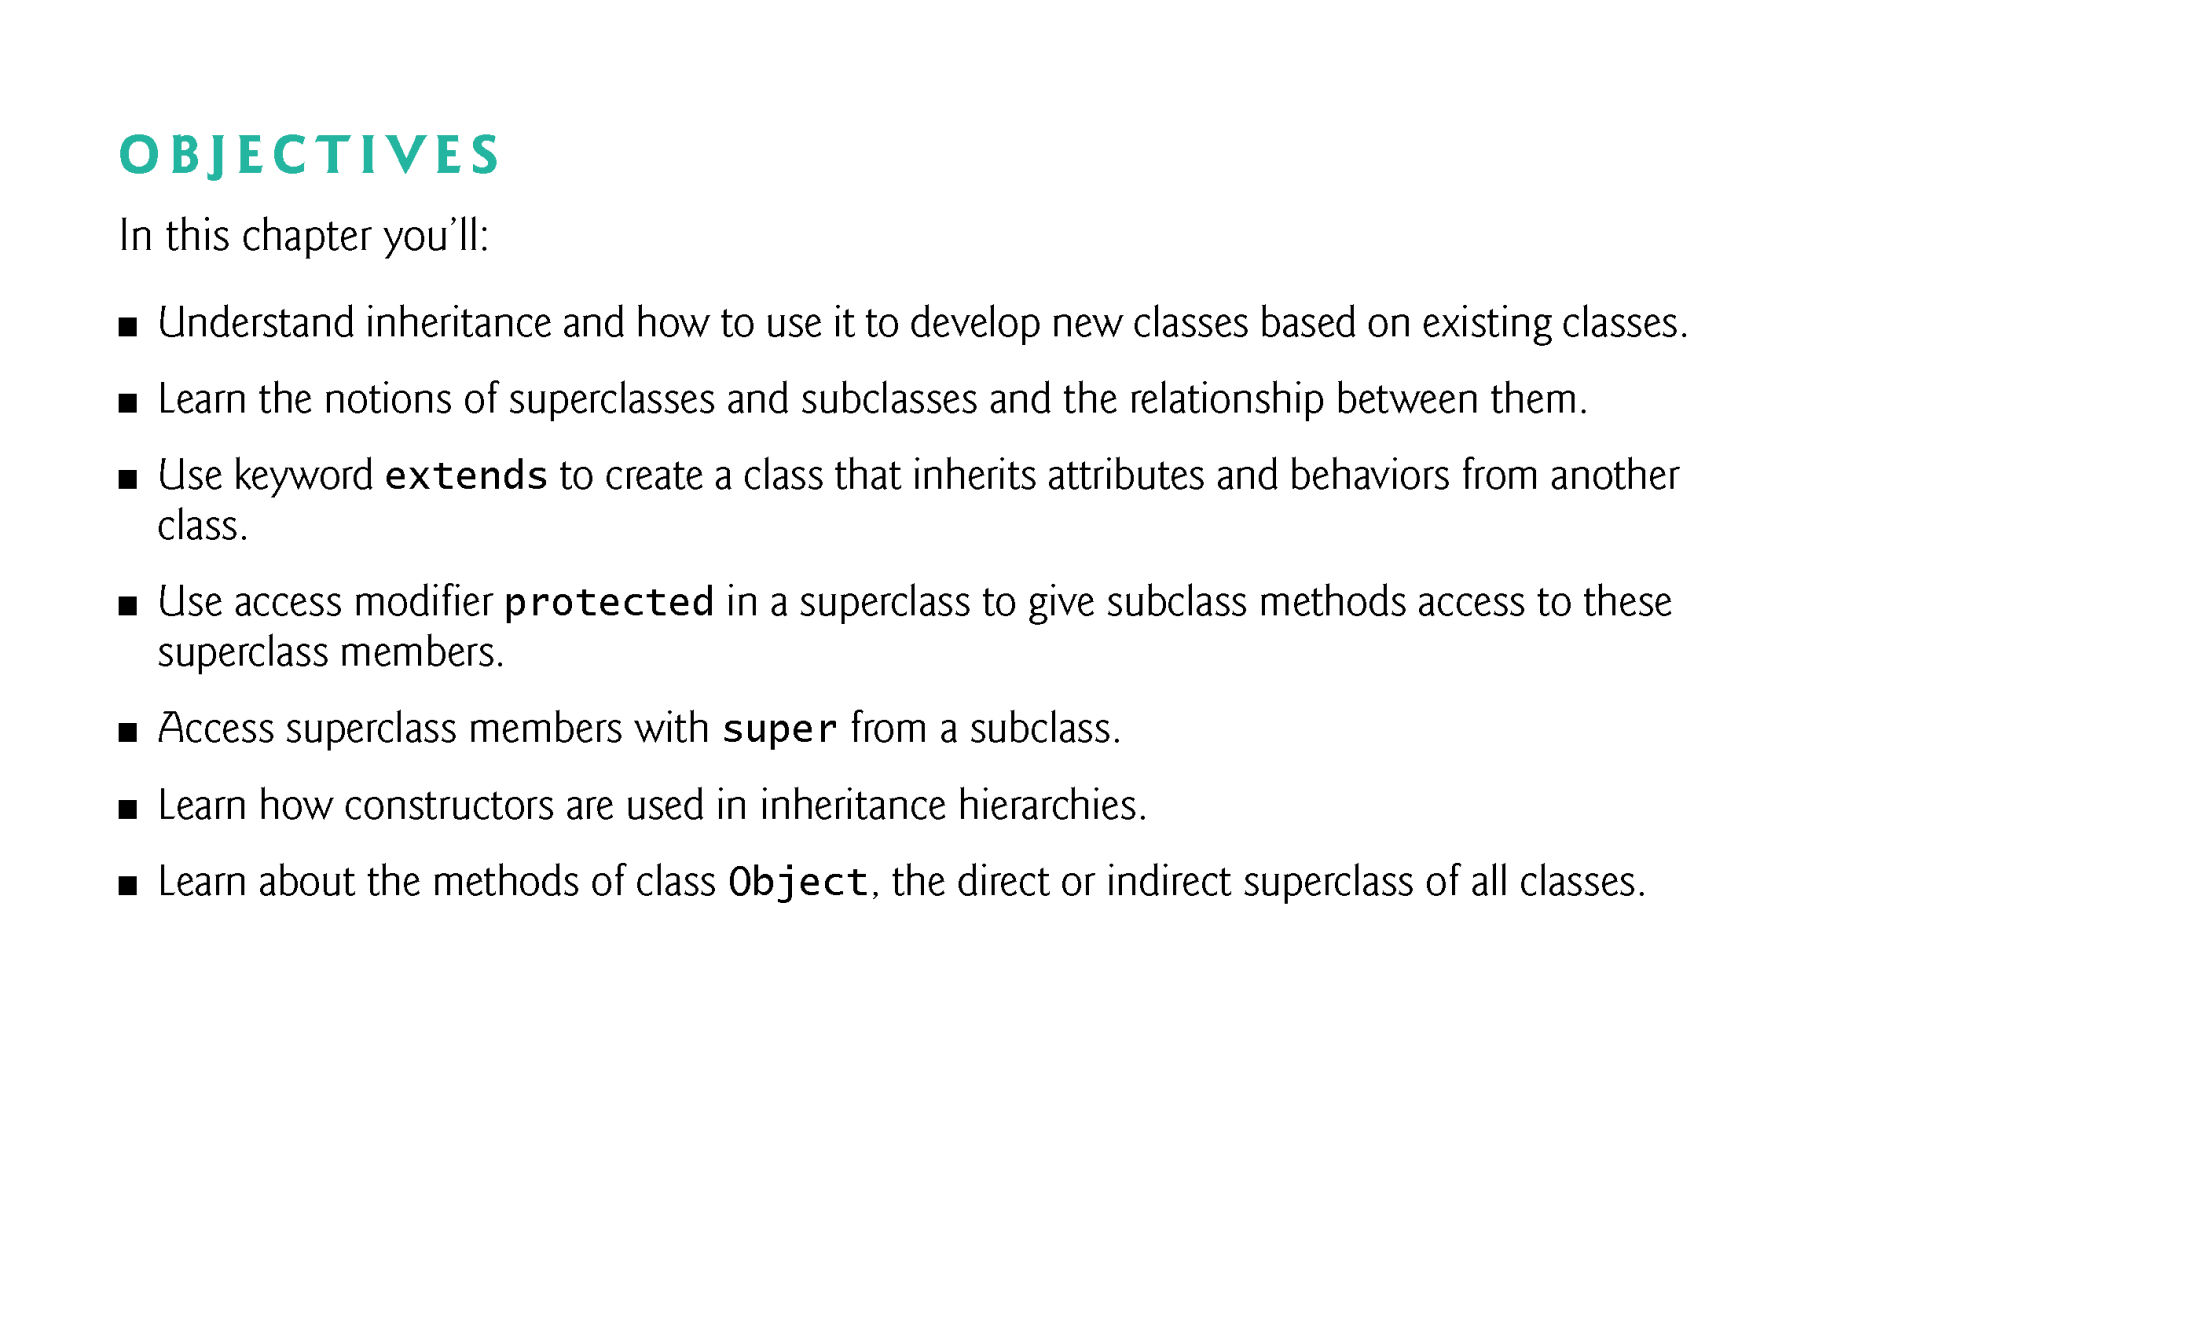 OBJECTIVES
In this chapter you’ll:
■ Understand inheritance and how to use it to develop new classes based on existing classes.
■ Learn the notions of superclasses and subclasses and the relationship between them.
■ Use keyword extends to create a class that inherits attributes and behaviors from another
class.
■ Use access modifier protected in a superclass to give subclass methods access to these
superclass members.
■ Access superclass members with super from a subclass.
■ Learn how constructors are used in inheritance hierarchies.
■ Learn about the methods of class Object, the direct or indirect superclass of all classes.